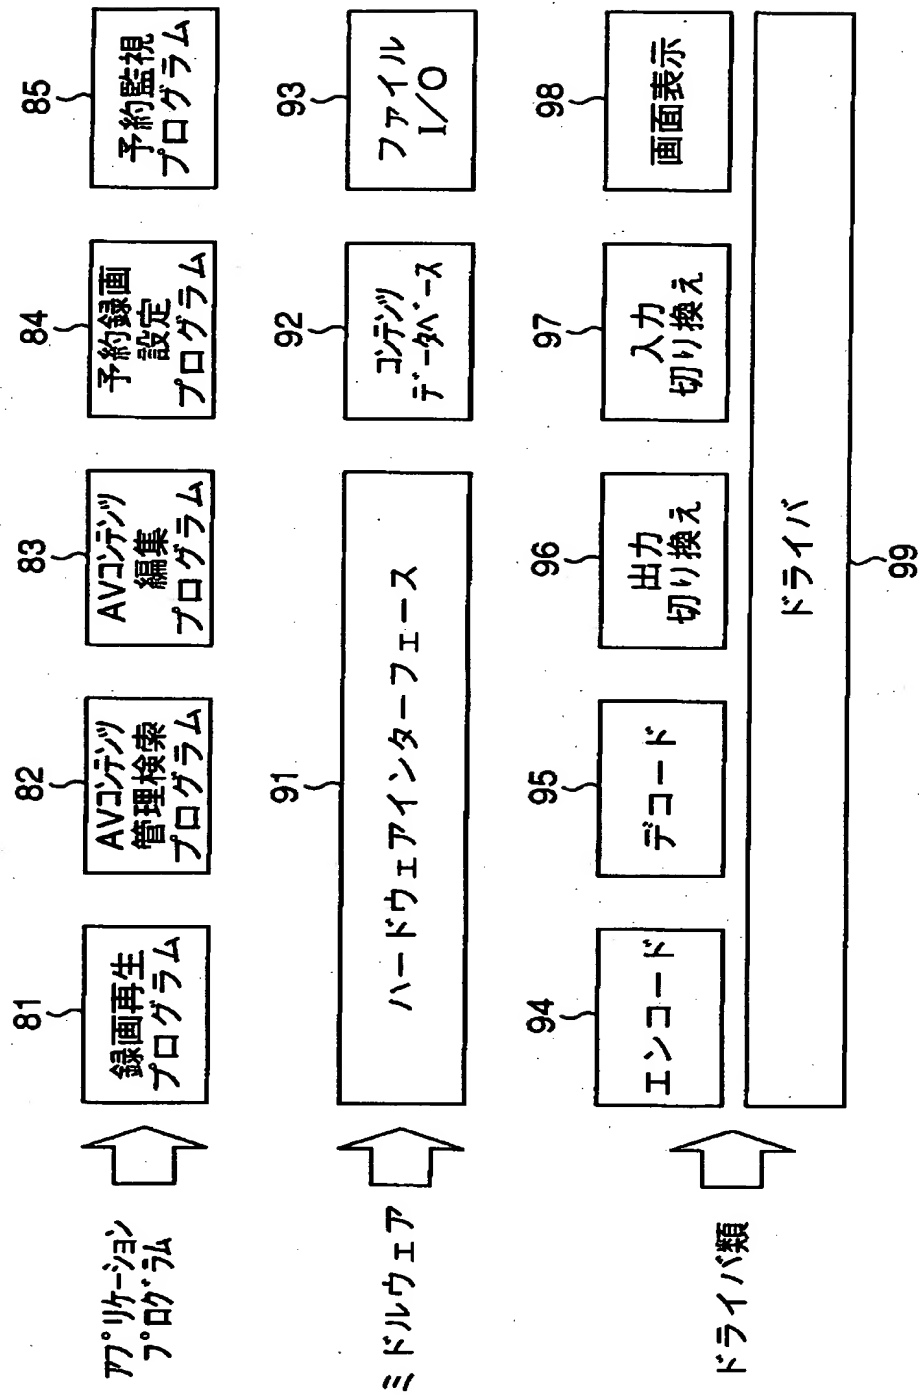 アプリケーション
プログラム
81
録画再生
プログラム
82
AVコンテンツ
管理検索
プログラム
83
AVコンテンツ
編集
プログラム
84
予約録画
設定
プログラム
85
予約監視
プログラム
ミドルウェア
91
ハードウェアインターフェース
92
コンテンツ
データベース
93
ファイル
I/O
ドライバ類
94
エンコード
95
デコード
96
出力
切り換え
97
入力
切り換え
98
画面表示
ドライバ
99